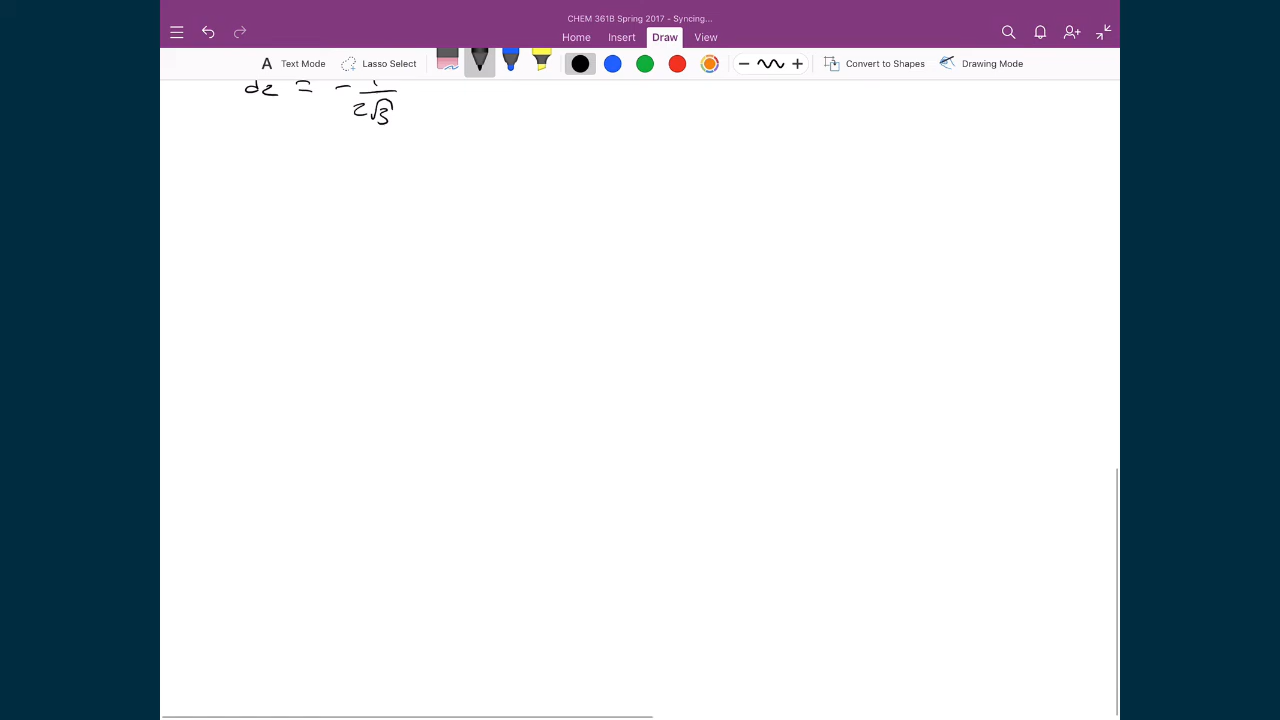 CHEM 361B Spring 2017 - Syncing...
Home Insert Draw View
A Text Mode Lasso Select Convert to Shapes Drawing Mode
dz = - 1/2√3